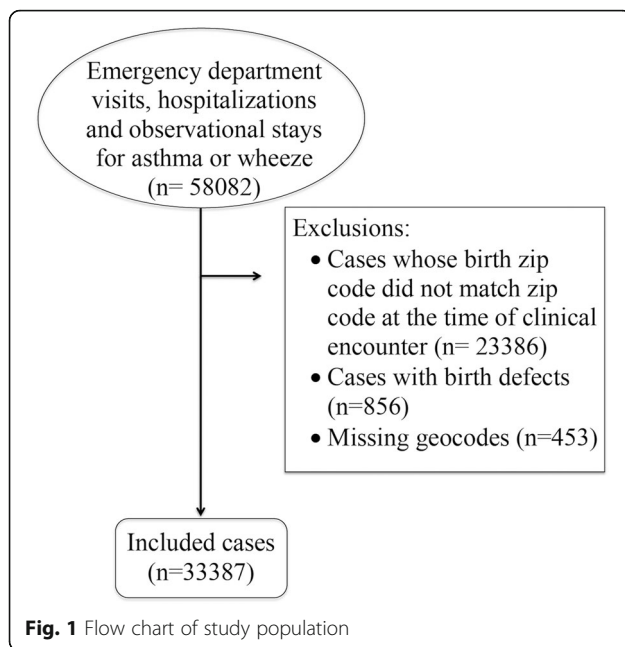 Emergency department
visits, hospitalizations
and observational stays
for asthma or wheeze
(n= 58082)
Exclusions:
• Cases whose birth zip
code did not match zip
code at the time of clinical
encounter (n= 23386)
• Cases with birth defects
(n=856)
• Missing geocodes (n=453)
Included cases
(n=33387)
Fig. 1 Flow chart of study population